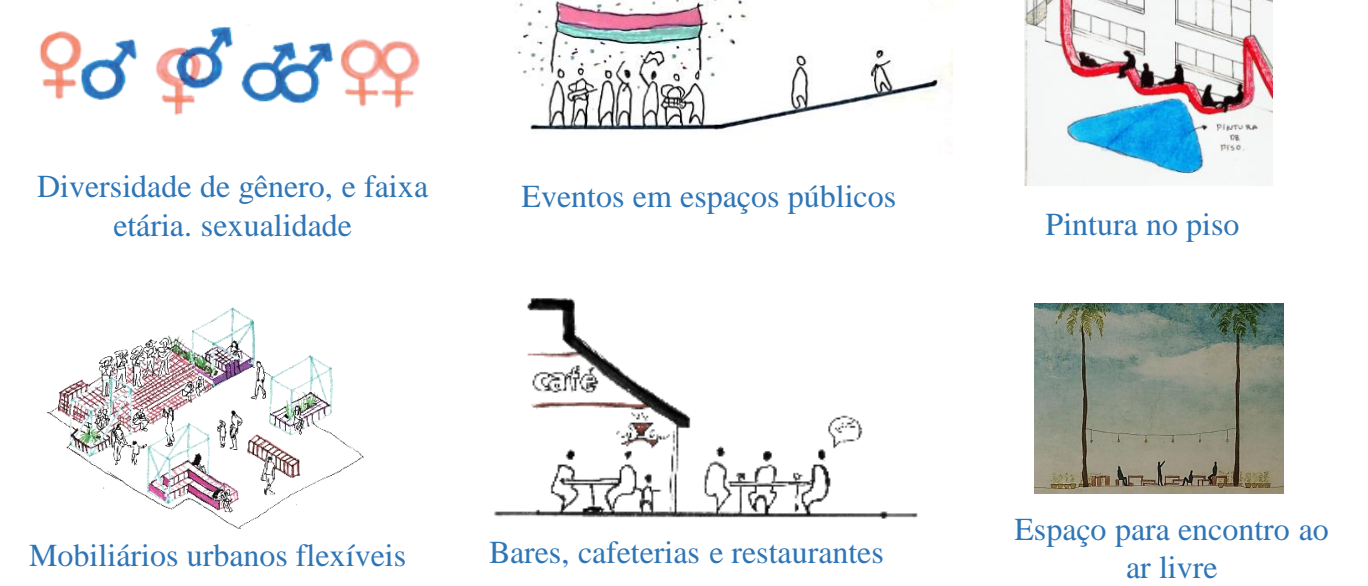 PINTURA
DE
PISO.
Diversidade de gênero, e faixa
etária. sexualidade
Eventos em espaços públicos
Pintura no piso
café
Mobiliários urbanos flexíveis
Bares, cafeterias e restaurantes
Espaço para encontro ao
ar livre